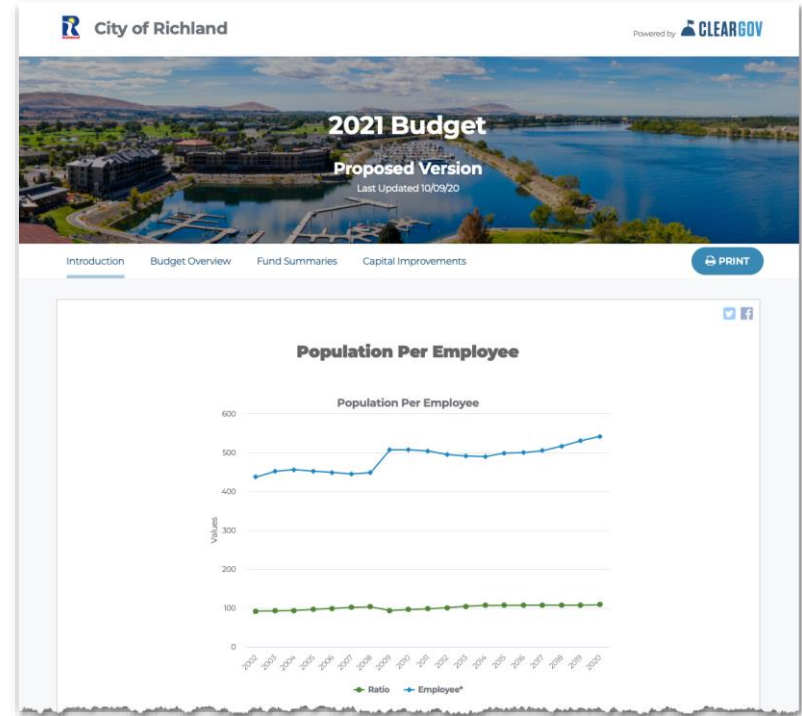 City of Richland
Powered by CLEARGOV
2021 Budget
Proposed Version
Last Updated 10/09/20
Introduction Budget Overview Fund Summaries Capital Improvements PRINT
Population Per Employee
Population Per Employee
600
500
400
300
200
100
0
Values
2002 2003 2004 2005 2006 2007 2008 2009 2010 2011 2012 2013 2014 2015 2016 2017 2018 2019 2020
Ratio Employee*